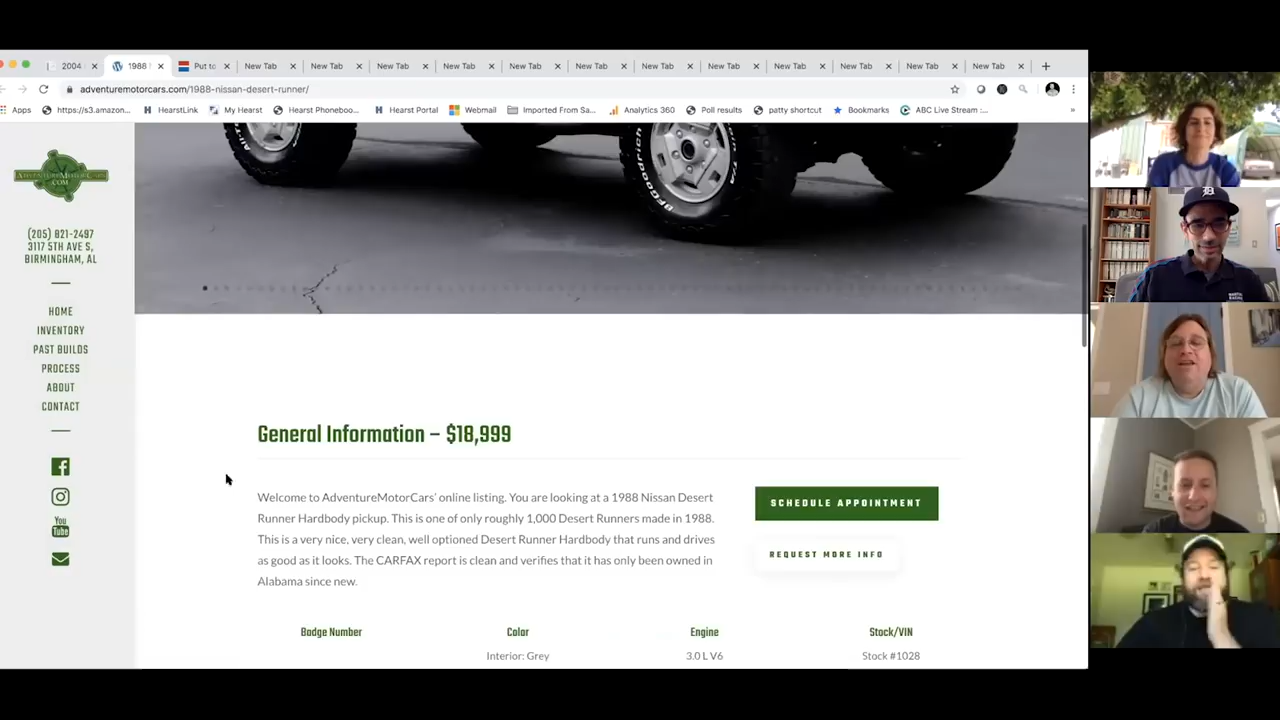 2004
1988
Put to
New Tab
New Tab
New Tab
New Tab
New Tab
New Tab
New Tab
New Tab
New Tab
New Tab
New Tab
New Tab
adventuremotorcars.com/1988-nissan-desert-runner/
Apps
https://s3.amazon...
HearstLink
My Hearst
Hearst Phoneboo...
Hearst Portal
Webmail
Imported From Sa...
Analytics 360
Poll results
patty shortcut
Bookmarks
ABC Live Stream :...
»
ADVENTUREMOTORCARS
.COM
(205) 821-2497
3117 5TH AVE S,
BIRMINGHAM, AL
HOME
INVENTORY
PAST BUILDS
PROCESS
ABOUT
CONTACT
You
Tube
BFGoodrich
General Information – $18,999
Welcome to AdventureMotorCars' online listing. You are looking at a 1988 Nissan Desert
Runner Hardbody pickup. This is one of only roughly 1,000 Desert Runners made in 1988.
This is a very nice, very clean, well optioned Desert Runner Hardbody that runs and drives
as good as it looks. The CARFAX report is clean and verifies that it has only been owned in
Alabama since new.
SCHEDULE APPOINTMENT
REQUEST MORE INFO
Badge Number
Color
Engine
Stock/VIN
Interior: Grey
3.0 L V6
Stock #1028